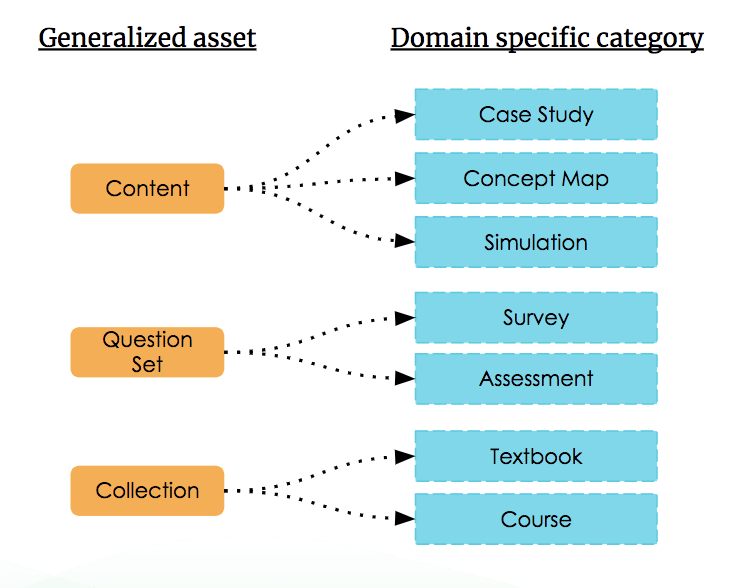 Generalized asset
Domain specific category
Content
Case Study
Concept Map
Simulation
Question
Set
Survey
Assessment
Collection
Textbook
Course